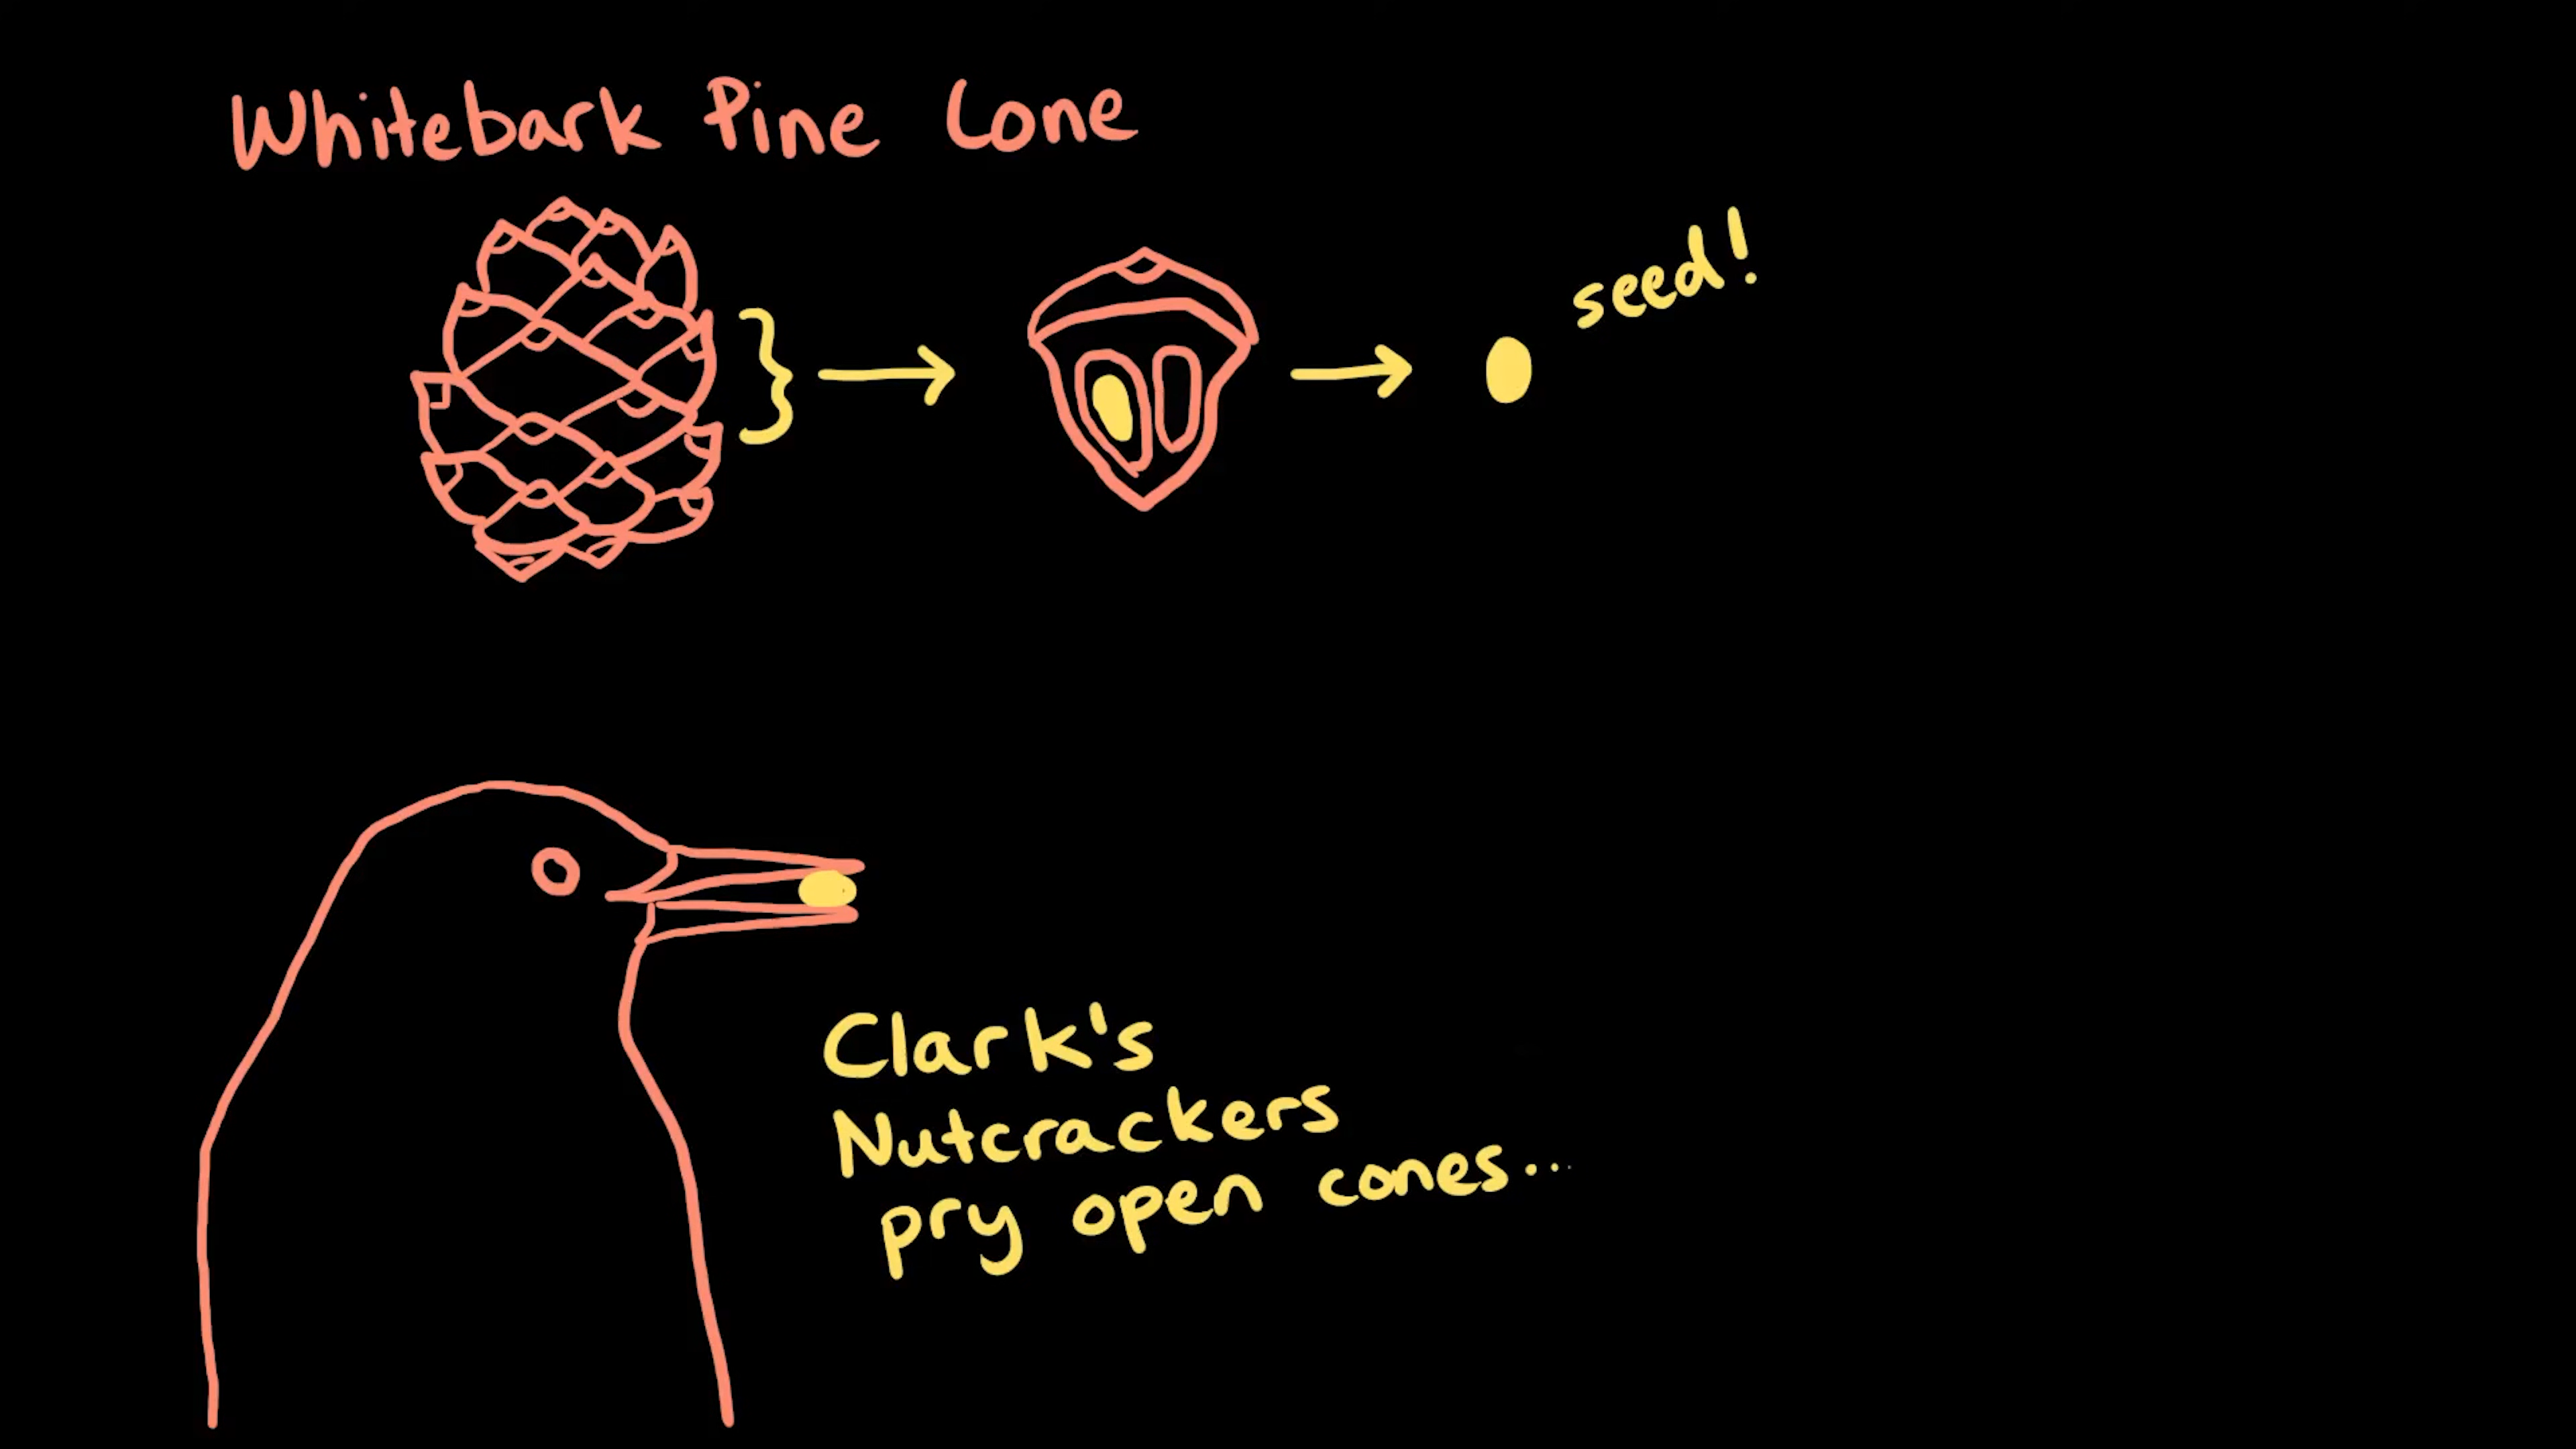 Whitebark Pine Cone
seed!
Clark's
Nutcrackers
pry open cones...